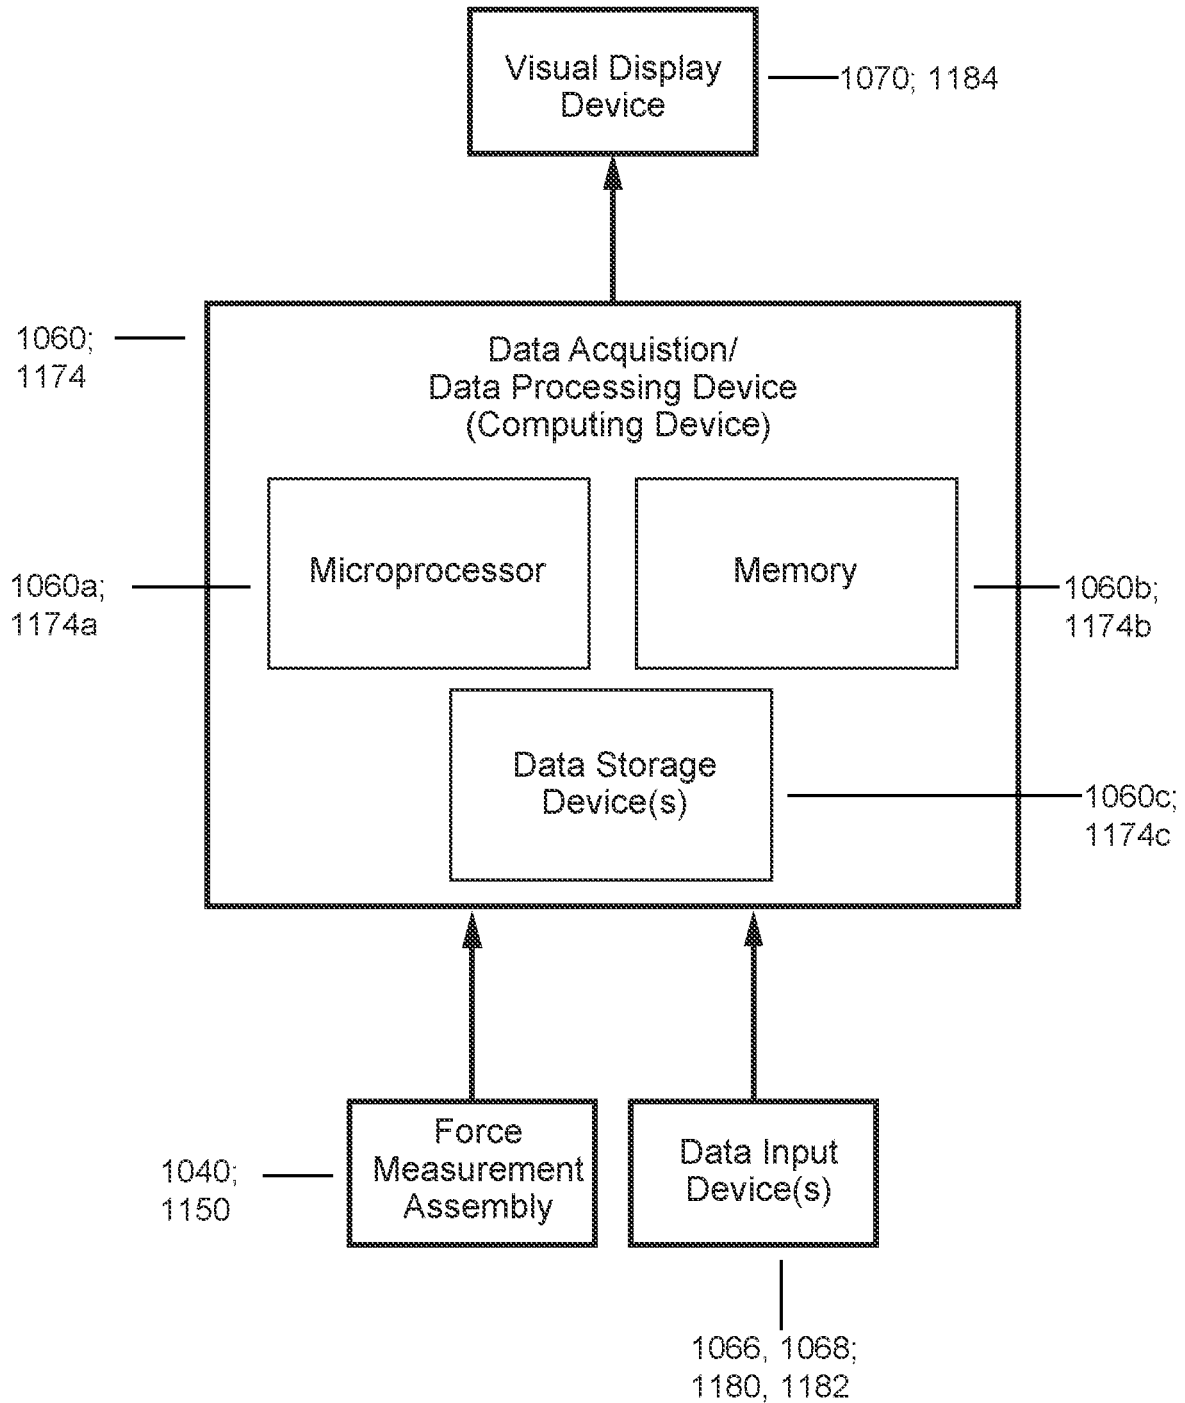 Visual Display
Device
1070; 1184
1060;
1174
Data Acquistion/
Data Processing Device
(Computing Device)
Microprocessor
Memory
1060a;
1174a
1060b;
1174b
Data Storage
Device(s)
1060c;
1174c
Force
Measurement
Assembly
1040;
1150
Data Input
Device(s)
1066, 1068;
1180, 1182